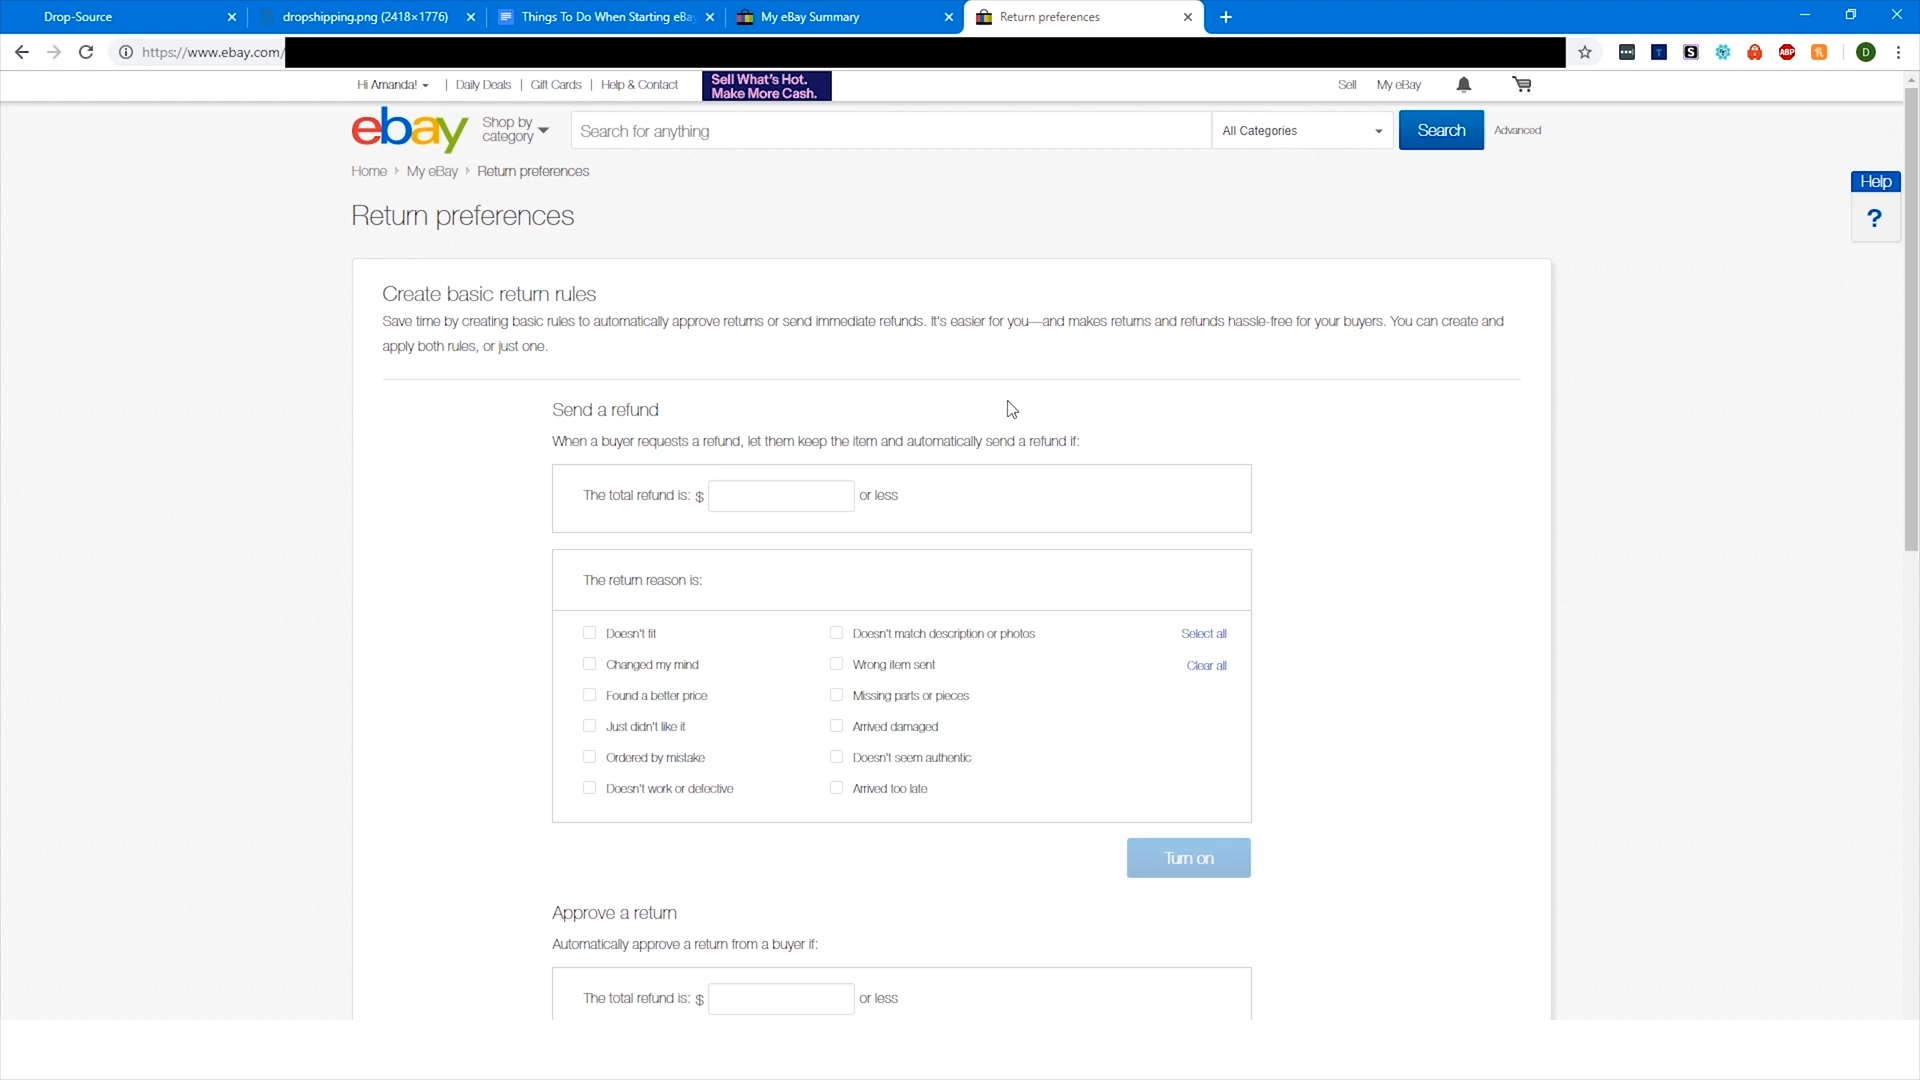 Drop-Source
dropshipping.png (2418×1776)
Things To Do When Starting eBa
My eBay Summary
Return preferences
https://www.ebay.com/
T
S
ABP
D
Hi Amanda!
Daily Deals
Gift Cards
Help & Contact
Sell What's Hot.
Make More Cash.
Sell
My eBay
ebay
Shop by
category
Search for anything
All Categories
Search
Advanced
Home
My eBay
Return preferences
Help
?
Return preferences
Create basic return rules
Save time by creating basic rules to automatically approve returns or send immediate refunds. It's easier for you—and makes returns and refunds hassle-free for your buyers. You can create and
apply both rules, or just one.
Send a refund
When a buyer requests a refund, let them keep the item and automatically send a refund if:
The total refund is: $ or less
The return reason is:
Doesn't fit
Doesn't match description or photos
Select all
Changed my mind
Wrong item sent
Clear all
Found a better price
Missing parts or pieces
Just didn't like it
Arrived damaged
Ordered by mistake
Doesn't seem authentic
Doesn't work or defective
Arrived too late
Turn on
Approve a return
Automatically approve a return from a buyer if:
The total refund is: $ or less